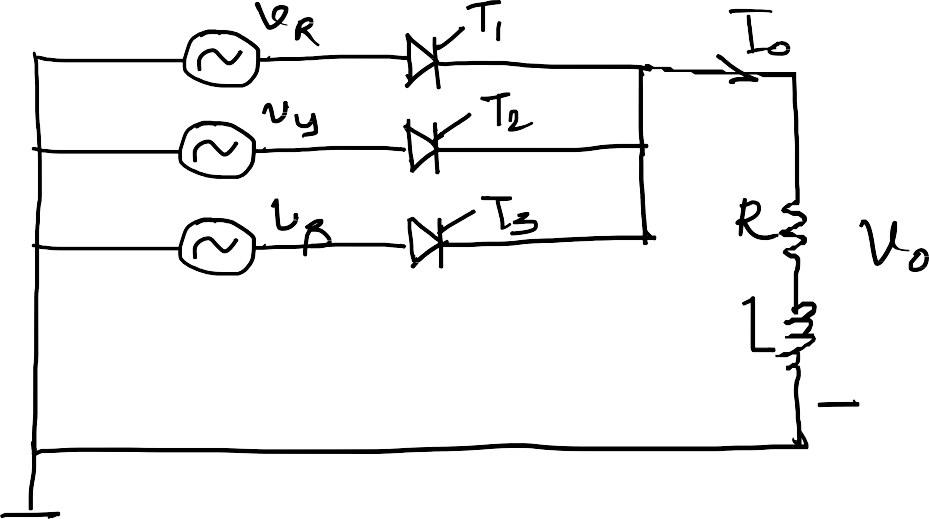 V_R T_1 I_o
V_y T_2
V_B T_3
R V_o
L
−